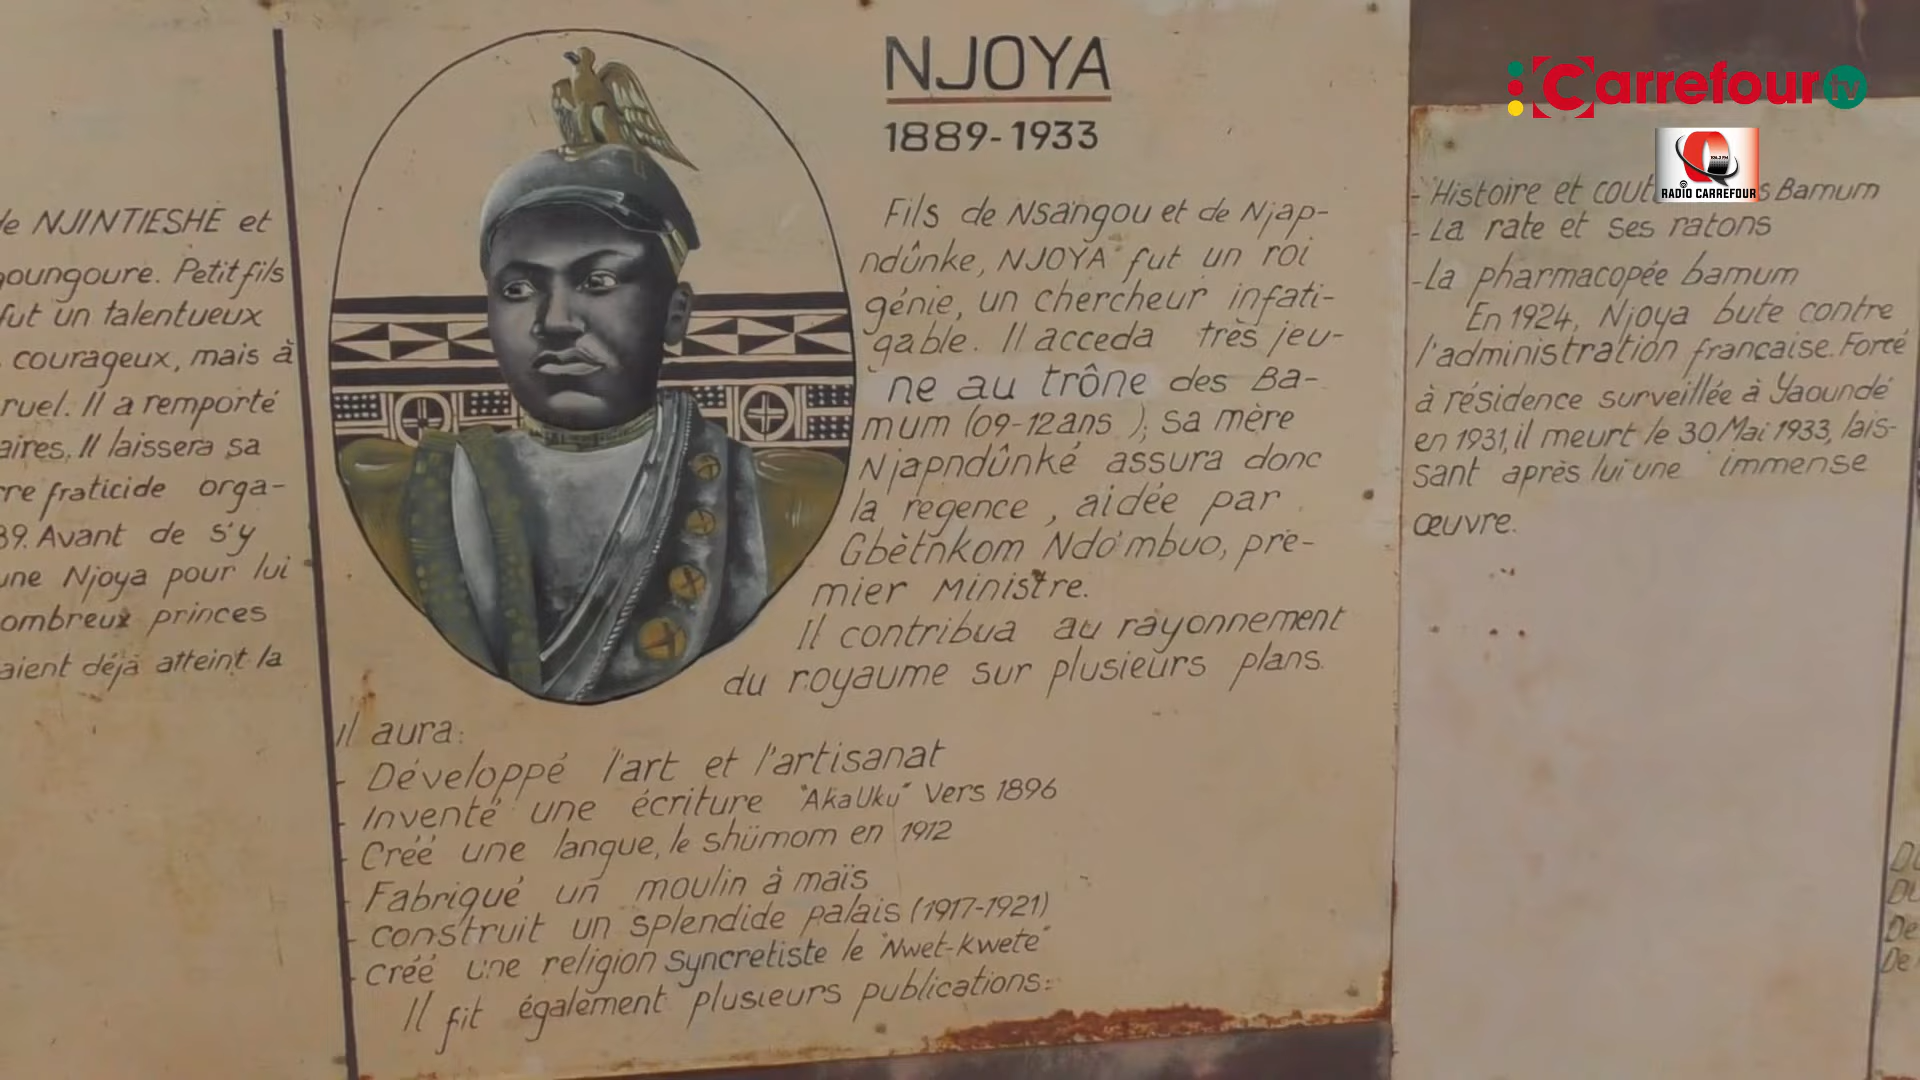 de NJINTIESHE et
goungoure. Petit fils
fut un talentueux
courageux, mais à
ruel. Il a remporté
aires. Il laissera sa
rre fraticide orga-
89. Avant de s'y
une Njoya pour lui
ombreux princes
aient déjà atteint la
NJOYA
1889-1933
Fils de Nsangou et de Njap-
ndûnke, NJOYA fut un roi
génie, un chercheur infati-
gable. Il acceda très jeu-
ne au trône des Ba-
mum (09-12ans ); sa mère
Njapndûnké assura donc
la regence, aidée par
Gbètnkom Ndo'mbuo, pre-
mier Ministre.
Il contribua au rayonnement
du royaume sur plusieurs plans.
Il aura:
- Développé l'art et l'artisanat
- Inventé une écriture "AkaUku" vers 1896
- Créé une langue, le shümom en 1912
- Fabriqué un moulin à maïs
- construit un splendide palais (1917-1921)
- créé une religion syncretiste le "Nwet-kwete"
Il fit également plusieurs publications:
- Histoire et cout s Bamum
- La rate et ses ratons
- La pharmacopée bamum
En 1924, Njoya bute contre
l'administration francaise. Forcé
à résidence surveillée à Yaoundé
en 1931, il meurt le 30 Mai 1933, lais-
sant après lui une immense
œuvre.
Carrefour tv
RADIO CARREFOUR
DU
DU
De
De